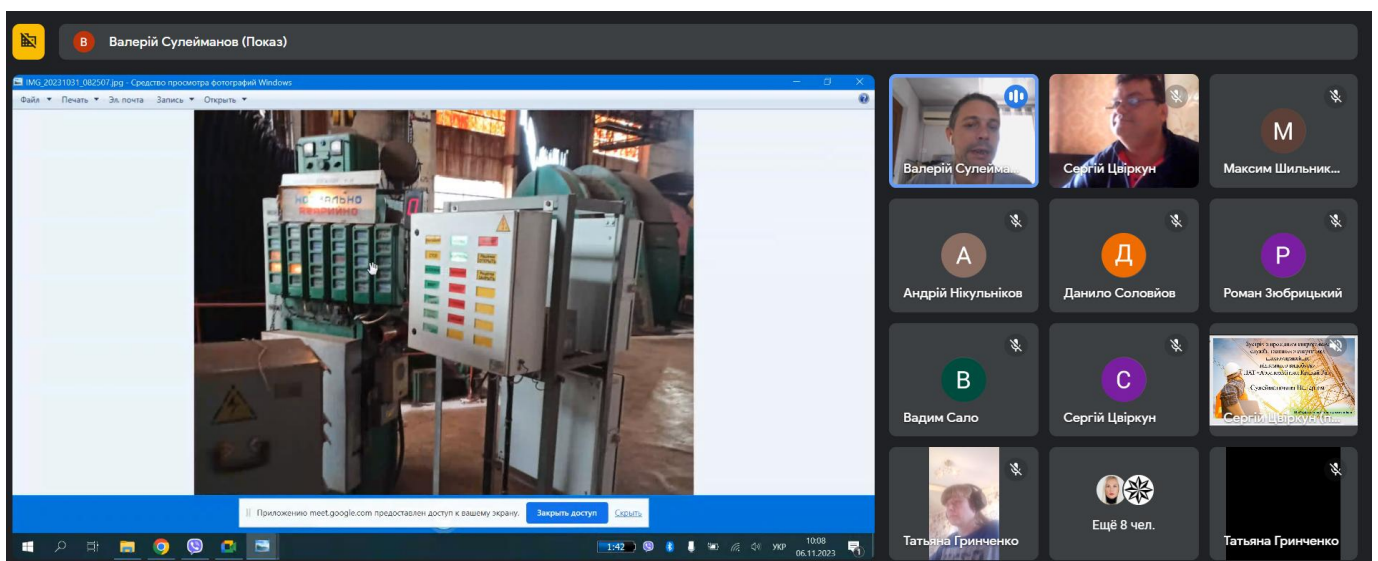 В
Валерій Сулейманов (Показ)
IMG_20231031_082507.jpg - Средство просмотра фотографий Windows
Файл
Печать
Эл. почта
Запись
Открыть
НОРМАЛЬНО
АВАРИЙНО
Приложению meet.google.com предоставлен доступ к вашему экрану.
Закрыть доступ
Скрыть
1:42
УКР
10:08
06.11.2023
Валерій Сулейма...
Сергій Цвіркун
М
Максим Шильник...
А
Андрій Нікульніков
Д
Данило Соловйов
Р
Роман Зюбрицький
В
Вадим Сало
С
Сергій Цвіркун
Сергій Цвіркун (п...
Татьяна Гринченко
Ещё 8 чел.
Татьяна Гринченко